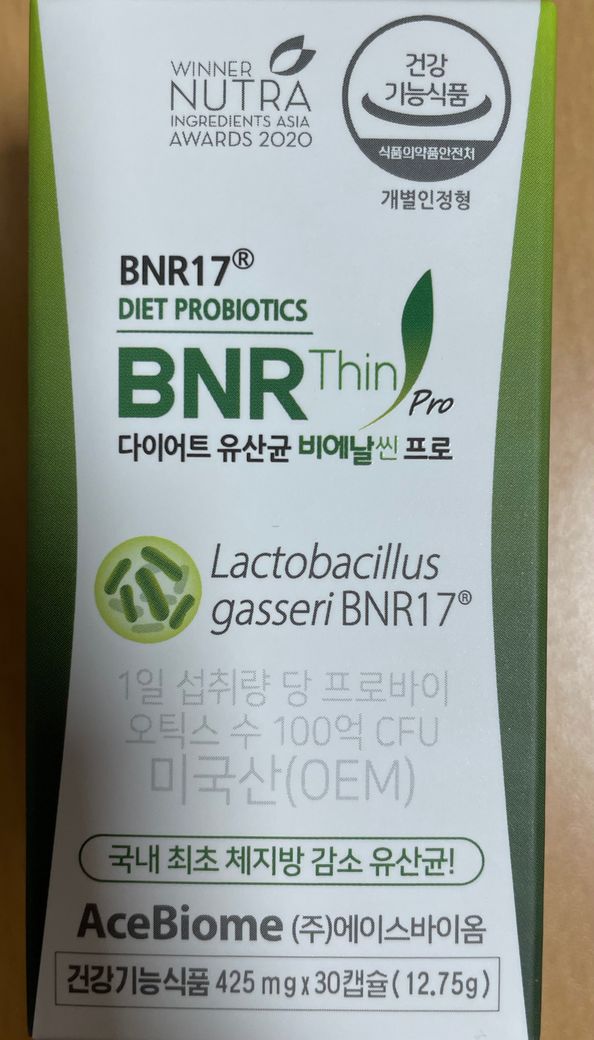 WINNER
NUTRA
INGREDIENTS ASIA
AWARDS 2020
건강
기능식품
식품의약품안전처
개별인정형
BNR17®
DIET PROBIOTICS
BNR Thin Pro
다이어트 유산균 비에날씬 프로
Lactobacillus
gasseri BNR17®
1일 섭취량 당 프로바이
오틱스 수 100억 CFU
미국산(OEM)
국내 최초 체지방 감소 유산균!
AceBiome (주)에이스바이옴
건강기능식품 425 mg x 30캡슐(12.75g)